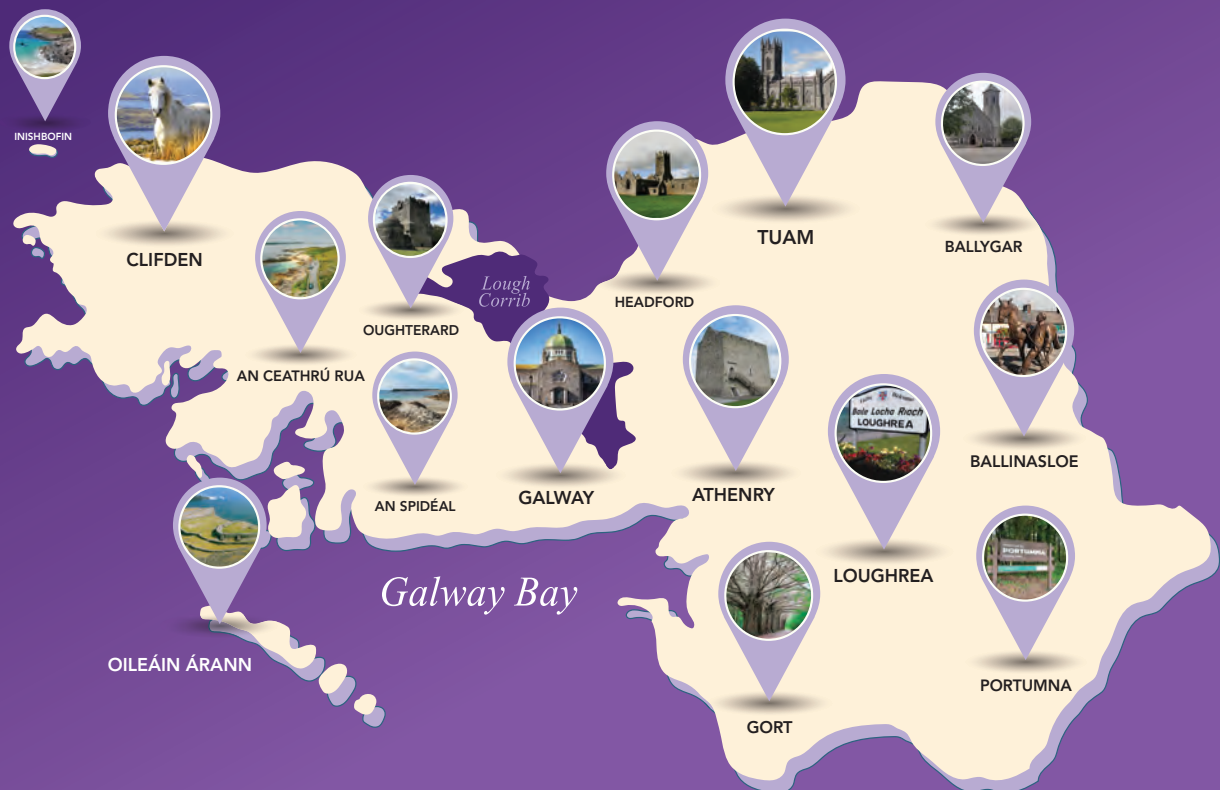 INISHBOFIN
CLIFDEN
AN CEATHRÚ RUA
OUGHTERARD
Lough
Corrib
HEADFORD
TUAM
BALLYGAR
AN SPIDÉAL
GALWAY
ATHENRY
Baile Locha Riach
LOUGHREA
LOUGHREA
BALLINASLOE
OILEÁIN ÁRANN
Galway Bay
GORT
PORTUMNA
PORTUMNA